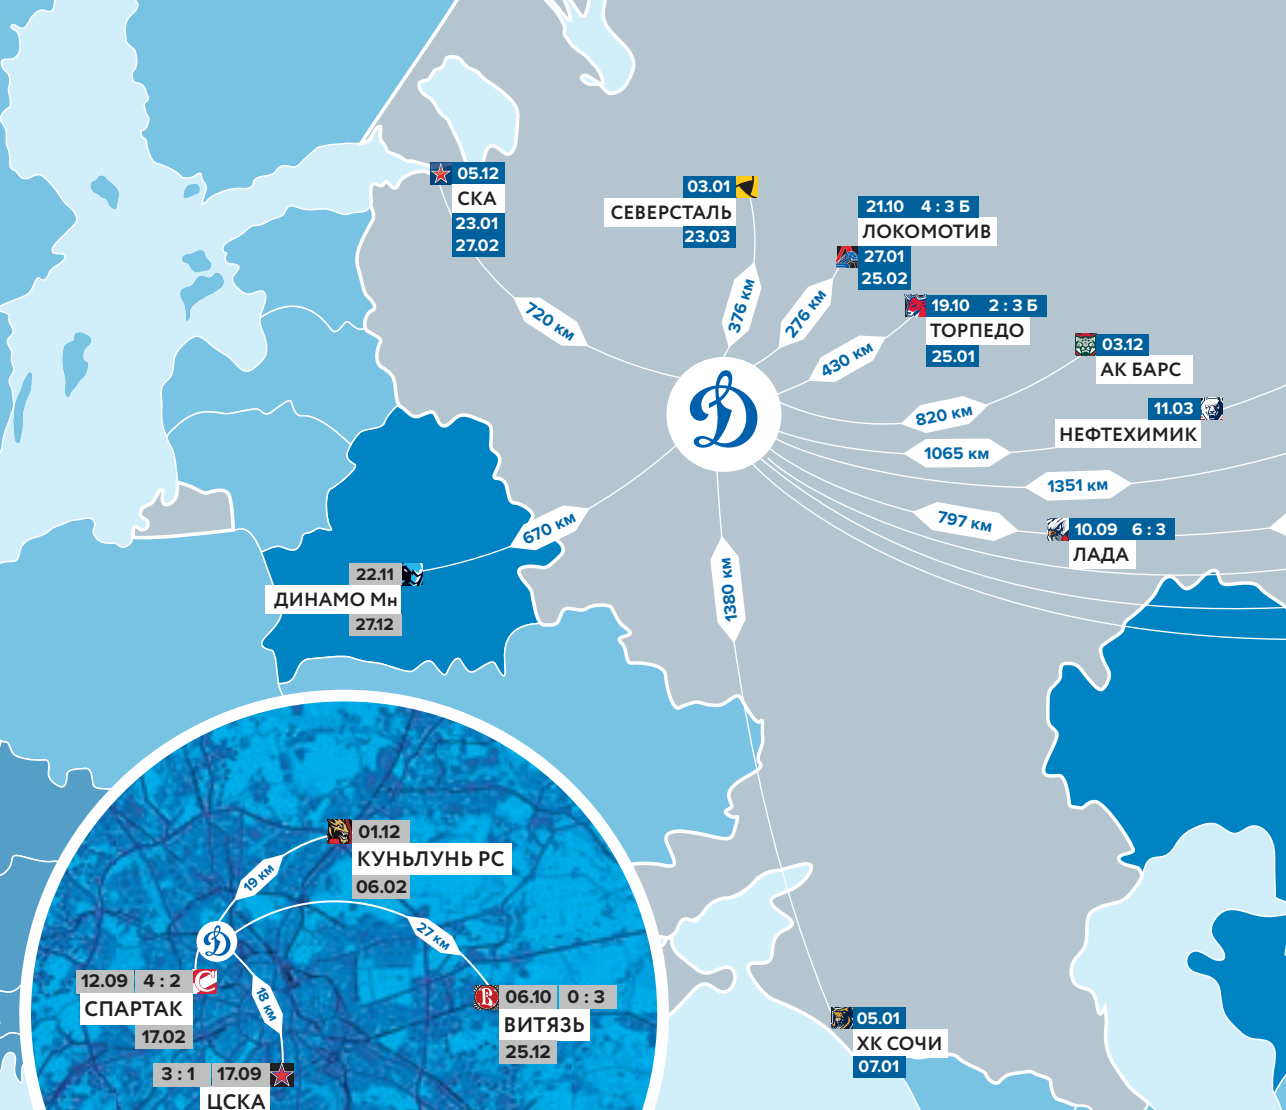 05.12
СКА
23.01
27.02
720 км
03.01
СЕВЕРСТАЛЬ
23.03
376 км
21.10 4 : 3 Б
ЛОКОМОТИВ
27.01
25.02
276 км
19.10 2 : 3 Б
ТОРПЕДО
25.01
430 км
03.12
АК БАРС
820 км
11.03
НЕФТЕХИМИК
1065 км
1351 км
797 км
10.09 6 : 3
ЛАДА
Д
670 км
22.11
ДИНАМО Мн
27.12
1380 км
05.01
ХК СОЧИ
07.01
01.12
КУНЬЛУНЬ РС
06.02
19 км
Д
27 км
12.09 4 : 2
СПАРТАК
17.02
18 км
06.10 0 : 3
ВИТЯЗЬ
25.12
3 : 1 17.09
ЦСКА